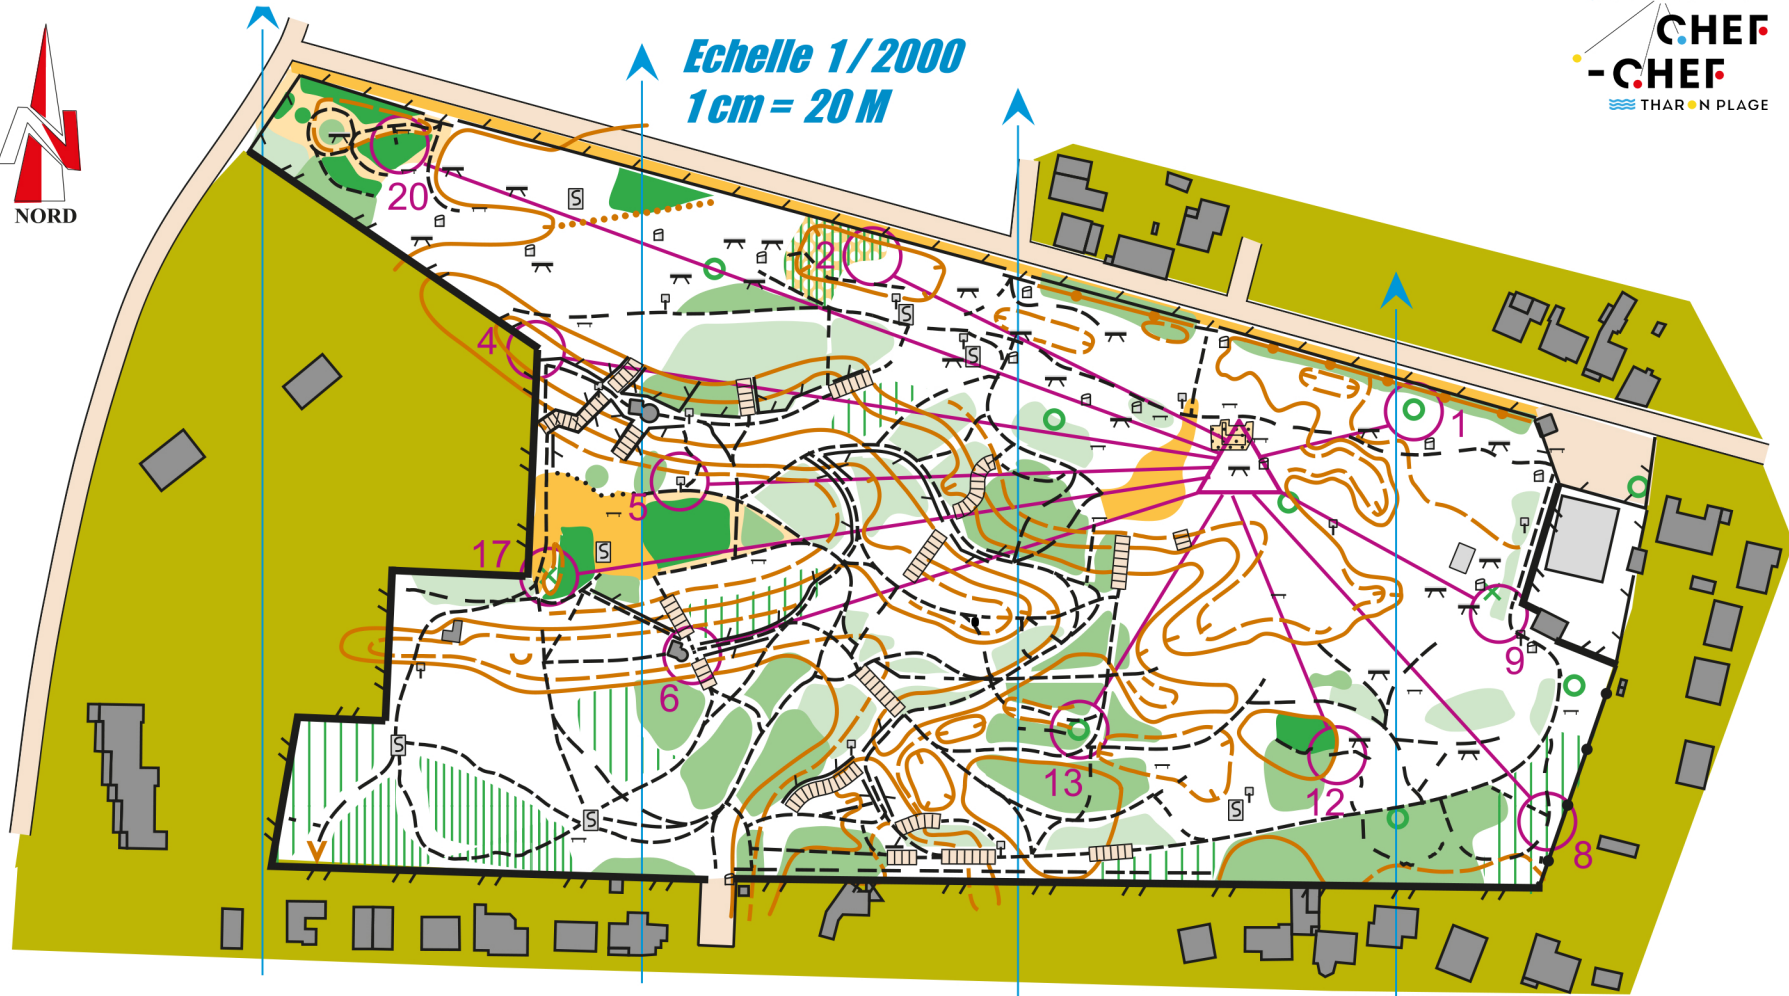 Echelle 1/2000
1 cm = 20 M
CHEF
-CHEF
THARON PLAGE
NORD
20
2
4
1
5
17
9
6
13
12
8
S
S
S
S
S
S
S
S